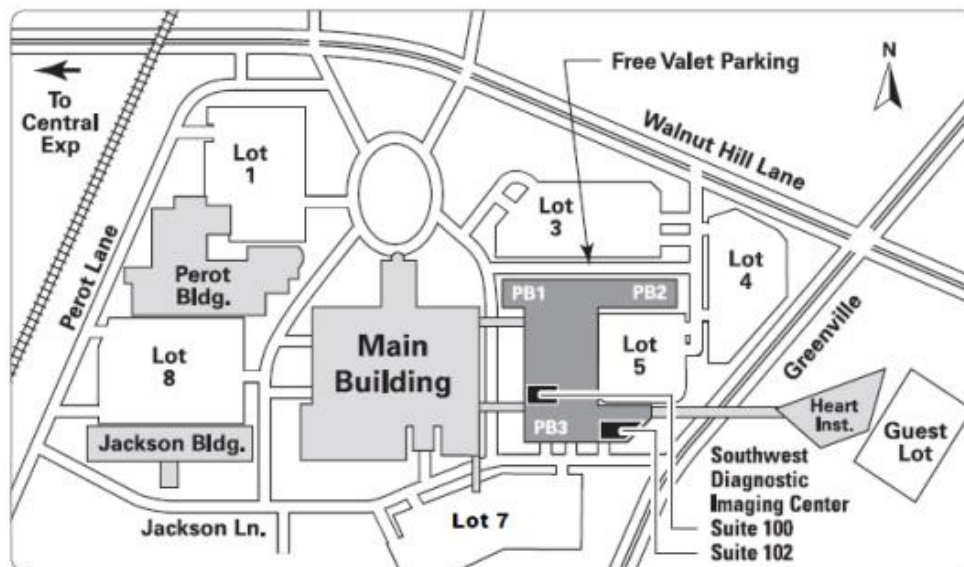 Free Valet Parking
N
To
Central
Exp
Walnut Hill Lane
Lot
1
Lot
3
Lot
4
Perot Lane
Perot
Bldg.
PB1
PB2
Greenville
Main
Building
Lot
5
Lot
8
Heart
Inst.
Guest
Lot
PB3
Jackson Bldg.
Southwest
Diagnostic
Imaging Center
Suite 100
Suite 102
Jackson Ln.
Lot 7